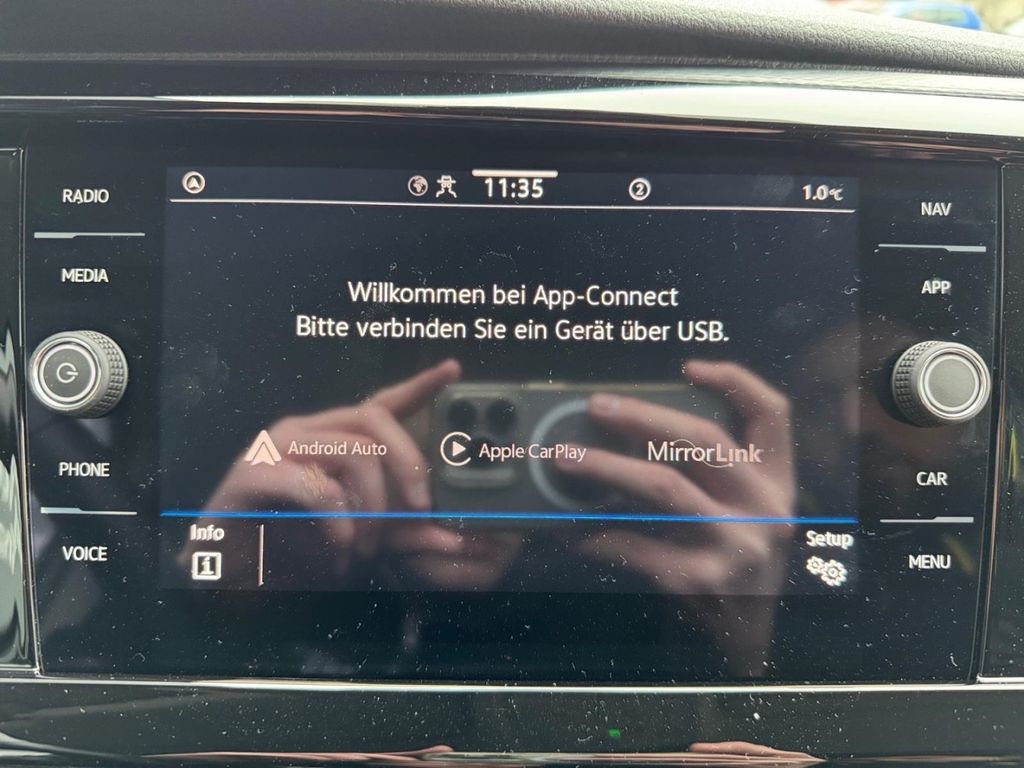 RADIO
MEDIA
PHONE
VOICE
11:35
2
1.0°C
Willkommen bei App-Connect
Bitte verbinden Sie ein Gerät über USB.
Android Auto
Apple CarPlay
MirrorLink
Info
i
Setup
NAV
APP
CAR
MENU